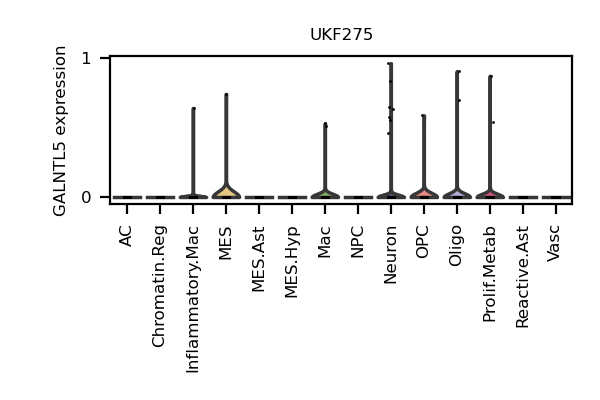 UKF275
GALNTL5 expression
1
0
AC
Chromatin.Reg
Inflammatory.Mac
MES
MES.Ast
MES.Hyp
Mac
NPC
Neuron
OPC
Oligo
Prolif.Metab
Reactive.Ast
Vasc